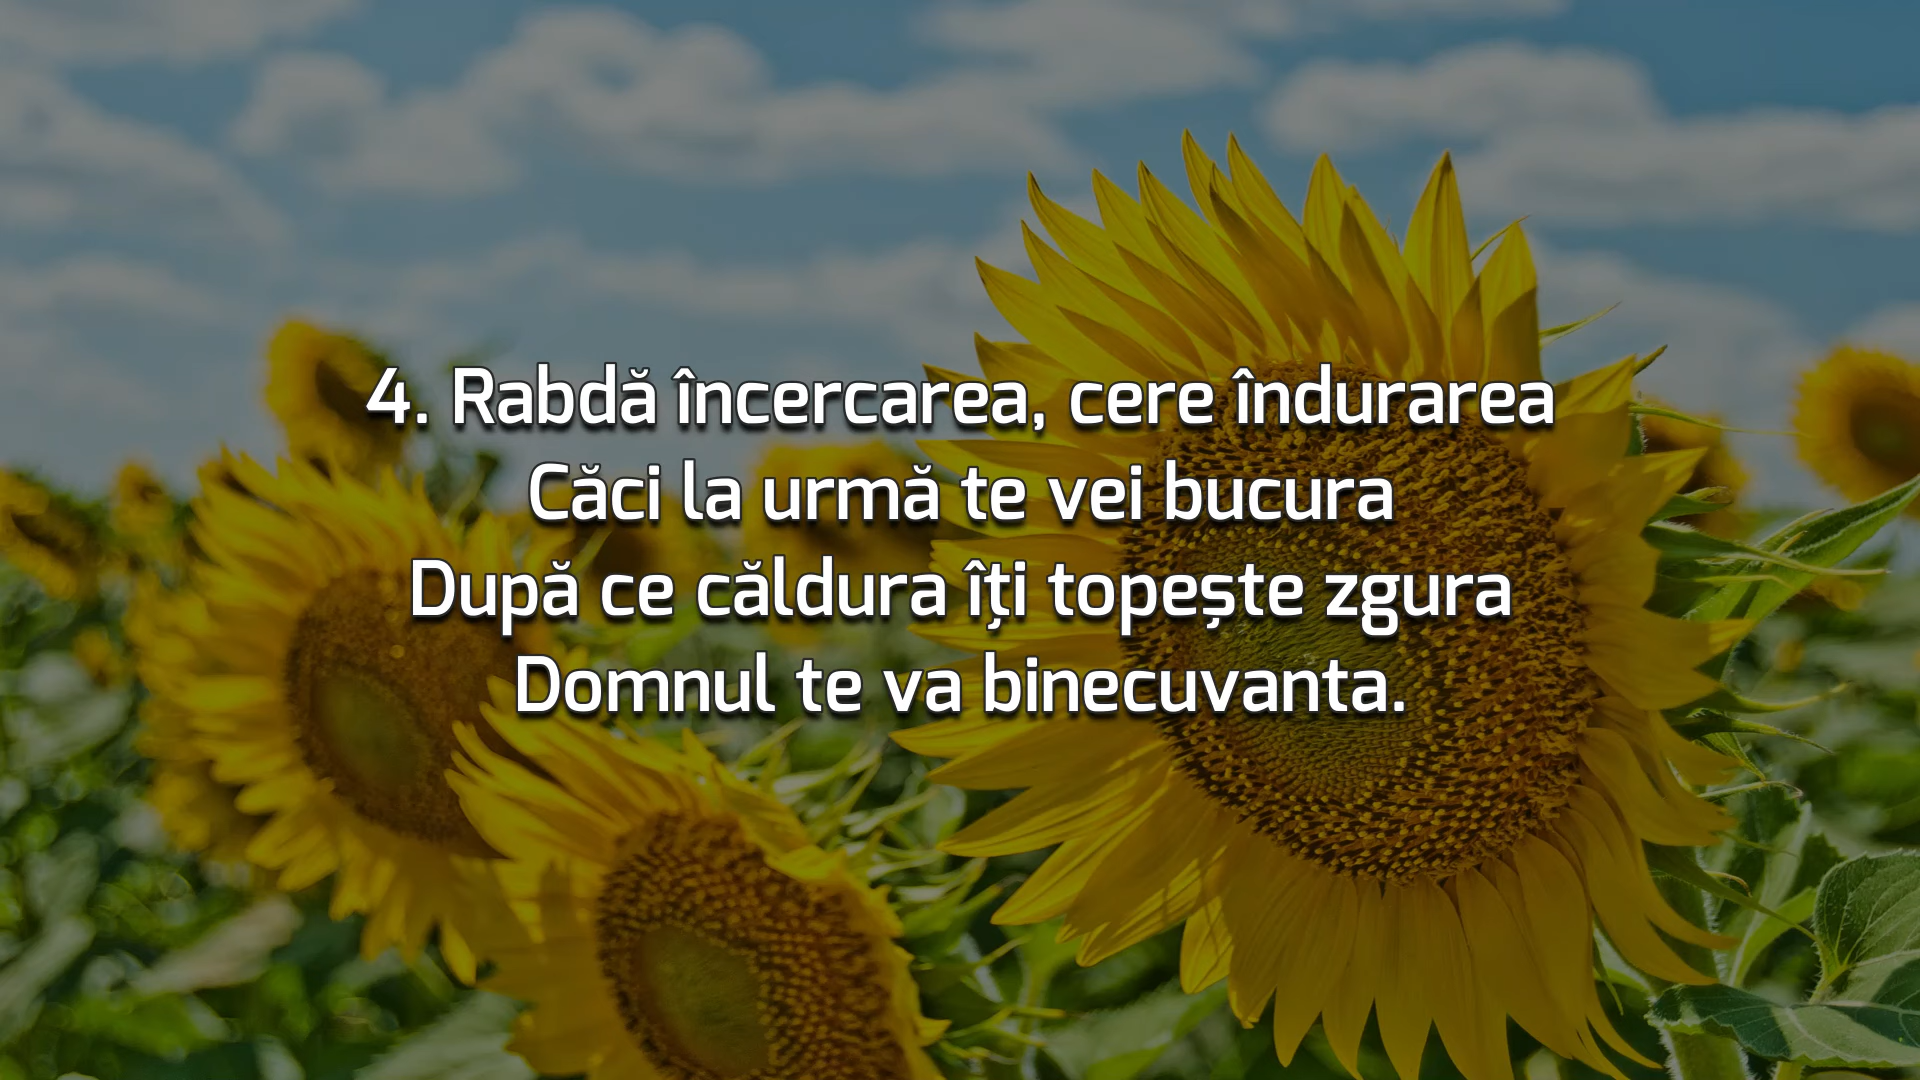 4. Rabdă încercarea, cere îndurarea
Căci la urmă te vei bucura
După ce căldura îți topește zgura
Domnul te va binecuvanta.